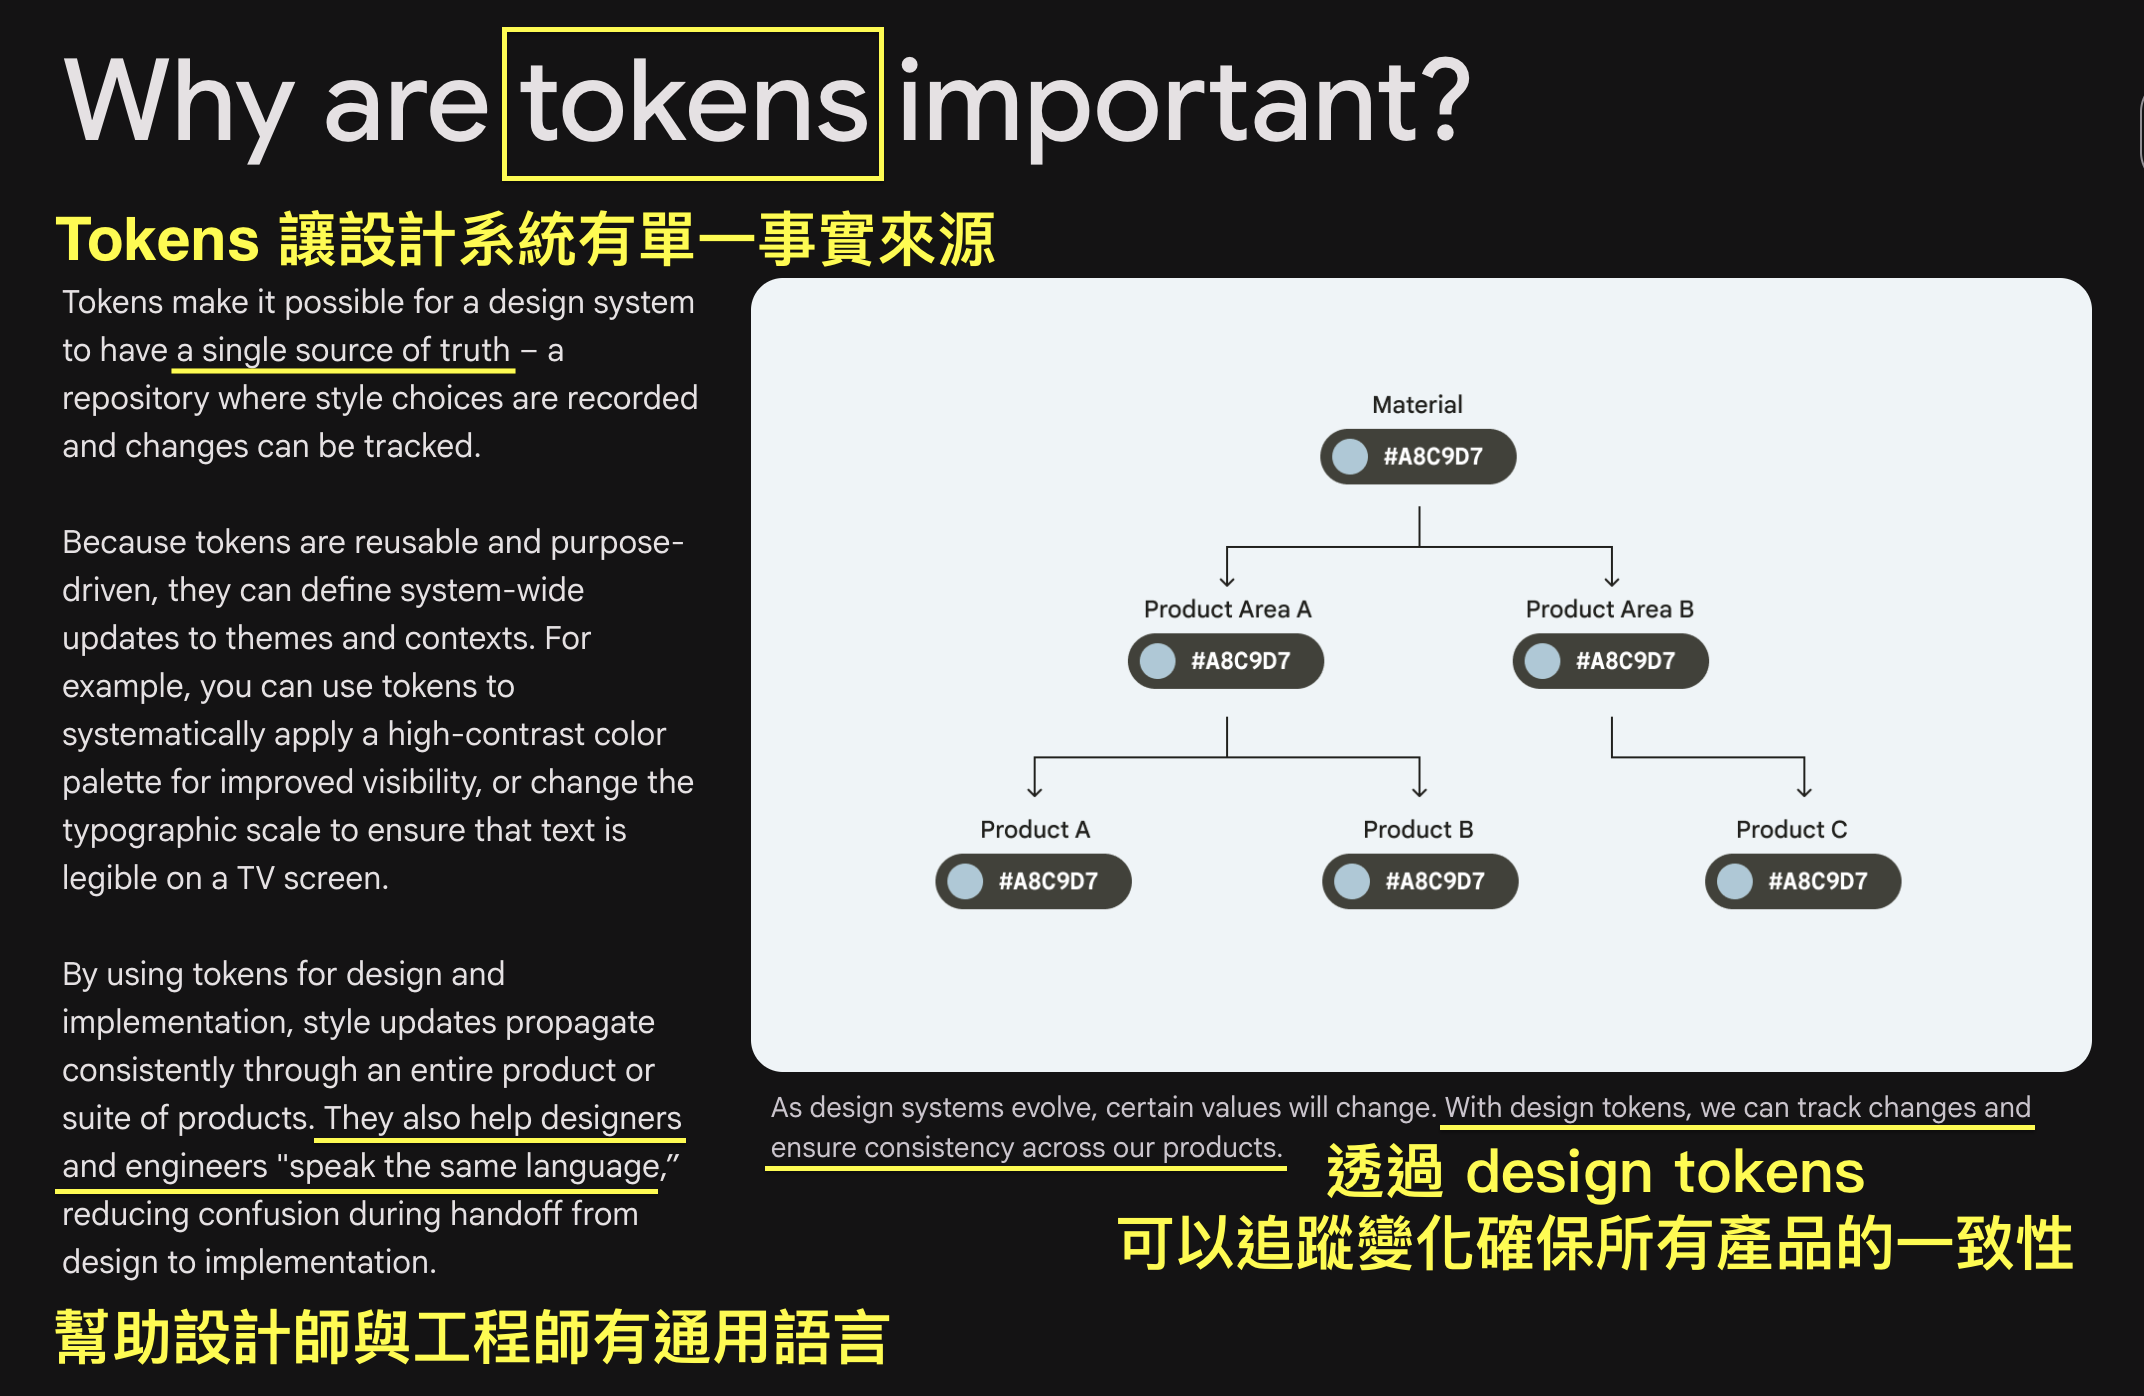 Why are tokens important?
Tokens 讓設計系統有單一事實來源
Tokens make it possible for a design system
to have a single source of truth – a
repository where style choices are recorded
and changes can be tracked.
Because tokens are reusable and purpose-
driven, they can define system-wide
updates to themes and contexts. For
example, you can use tokens to
systematically apply a high-contrast color
palette for improved visibility, or change the
typographic scale to ensure that text is
legible on a TV screen.
By using tokens for design and
implementation, style updates propagate
consistently through an entire product or
suite of products. They also help designers
and engineers "speak the same language,”
reducing confusion during handoff from
design to implementation.
幫助設計師與工程師有通用語言
Material
#A8C9D7
Product Area A
#A8C9D7
Product Area B
#A8C9D7
Product A
#A8C9D7
Product B
#A8C9D7
Product C
#A8C9D7
As design systems evolve, certain values will change. With design tokens, we can track changes and
ensure consistency across our products.
透過 design tokens
可以追蹤變化確保所有產品的一致性